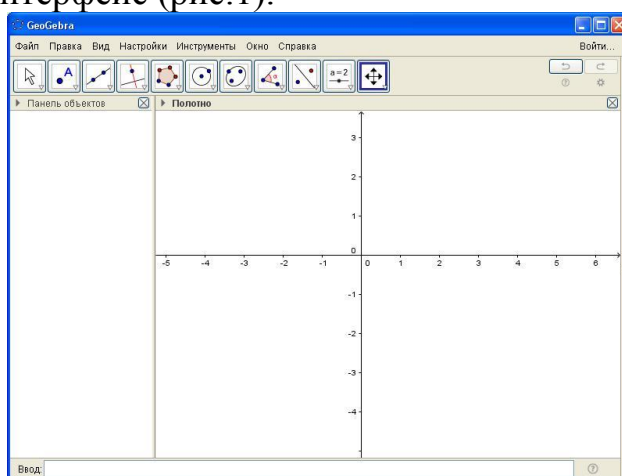 нтерфейс (рис.1).
GeoGebra
Файл Правка Вид Настройки Инструменты Окно Справка Войти...
A a=2
Панель объектов Полотно
3
2
1
0
-5 -4 -3 -2 -1 0 1 2 3 4 5 6
-1
-2
-3
-4
Ввод: